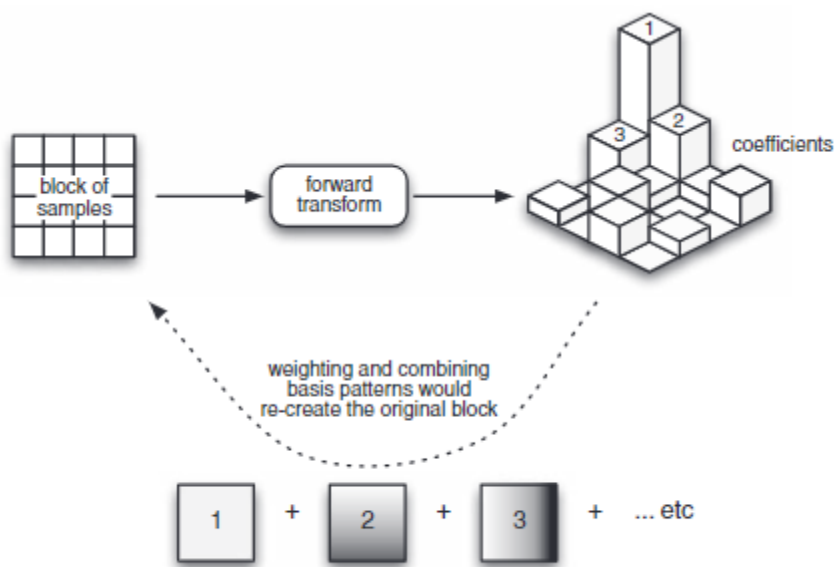 1
3
2
coefficients
block of
samples
forward
transform
weighting and combining
basis patterns would
re-create the original block
1 + 2 + 3 + ... etc